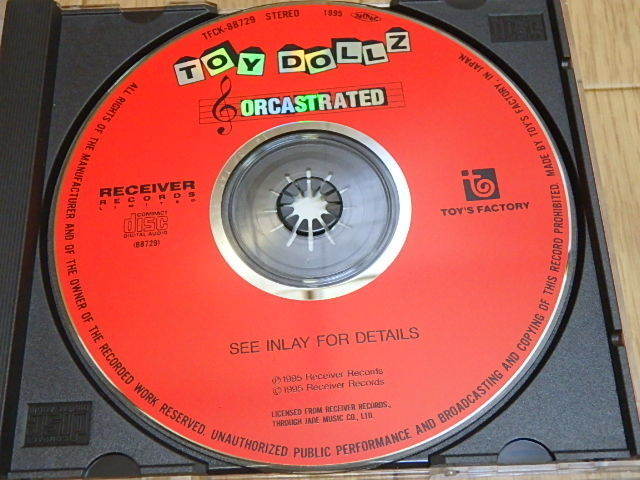 TFCK-88729 STEREO 1995
TOY DOLLZ
ORCASTRATED
RECEIVER
RECORDS
LIMITED
COMPACT
disc
DIGITAL AUDIO
(88729)
TOY'S FACTORY
SEE INLAY FOR DETAILS
Ⓟ1995 Receiver Records
©1995 Receiver Records
LICENSED FROM RECEIVER RECORDS.,
THROUGH JADE MUSIC CO., LTD.
ALL RIGHTS OF THE MANUFACTURER AND OF THE OWNER OF THE RECORDED WORK RESERVED. UNAUTHORIZED PUBLIC PERFORMANCE AND BROADCASTING AND COPYING OF THIS RECORD PROHIBITED. MADE BY TOY'S FACTORY, IN JAPAN.